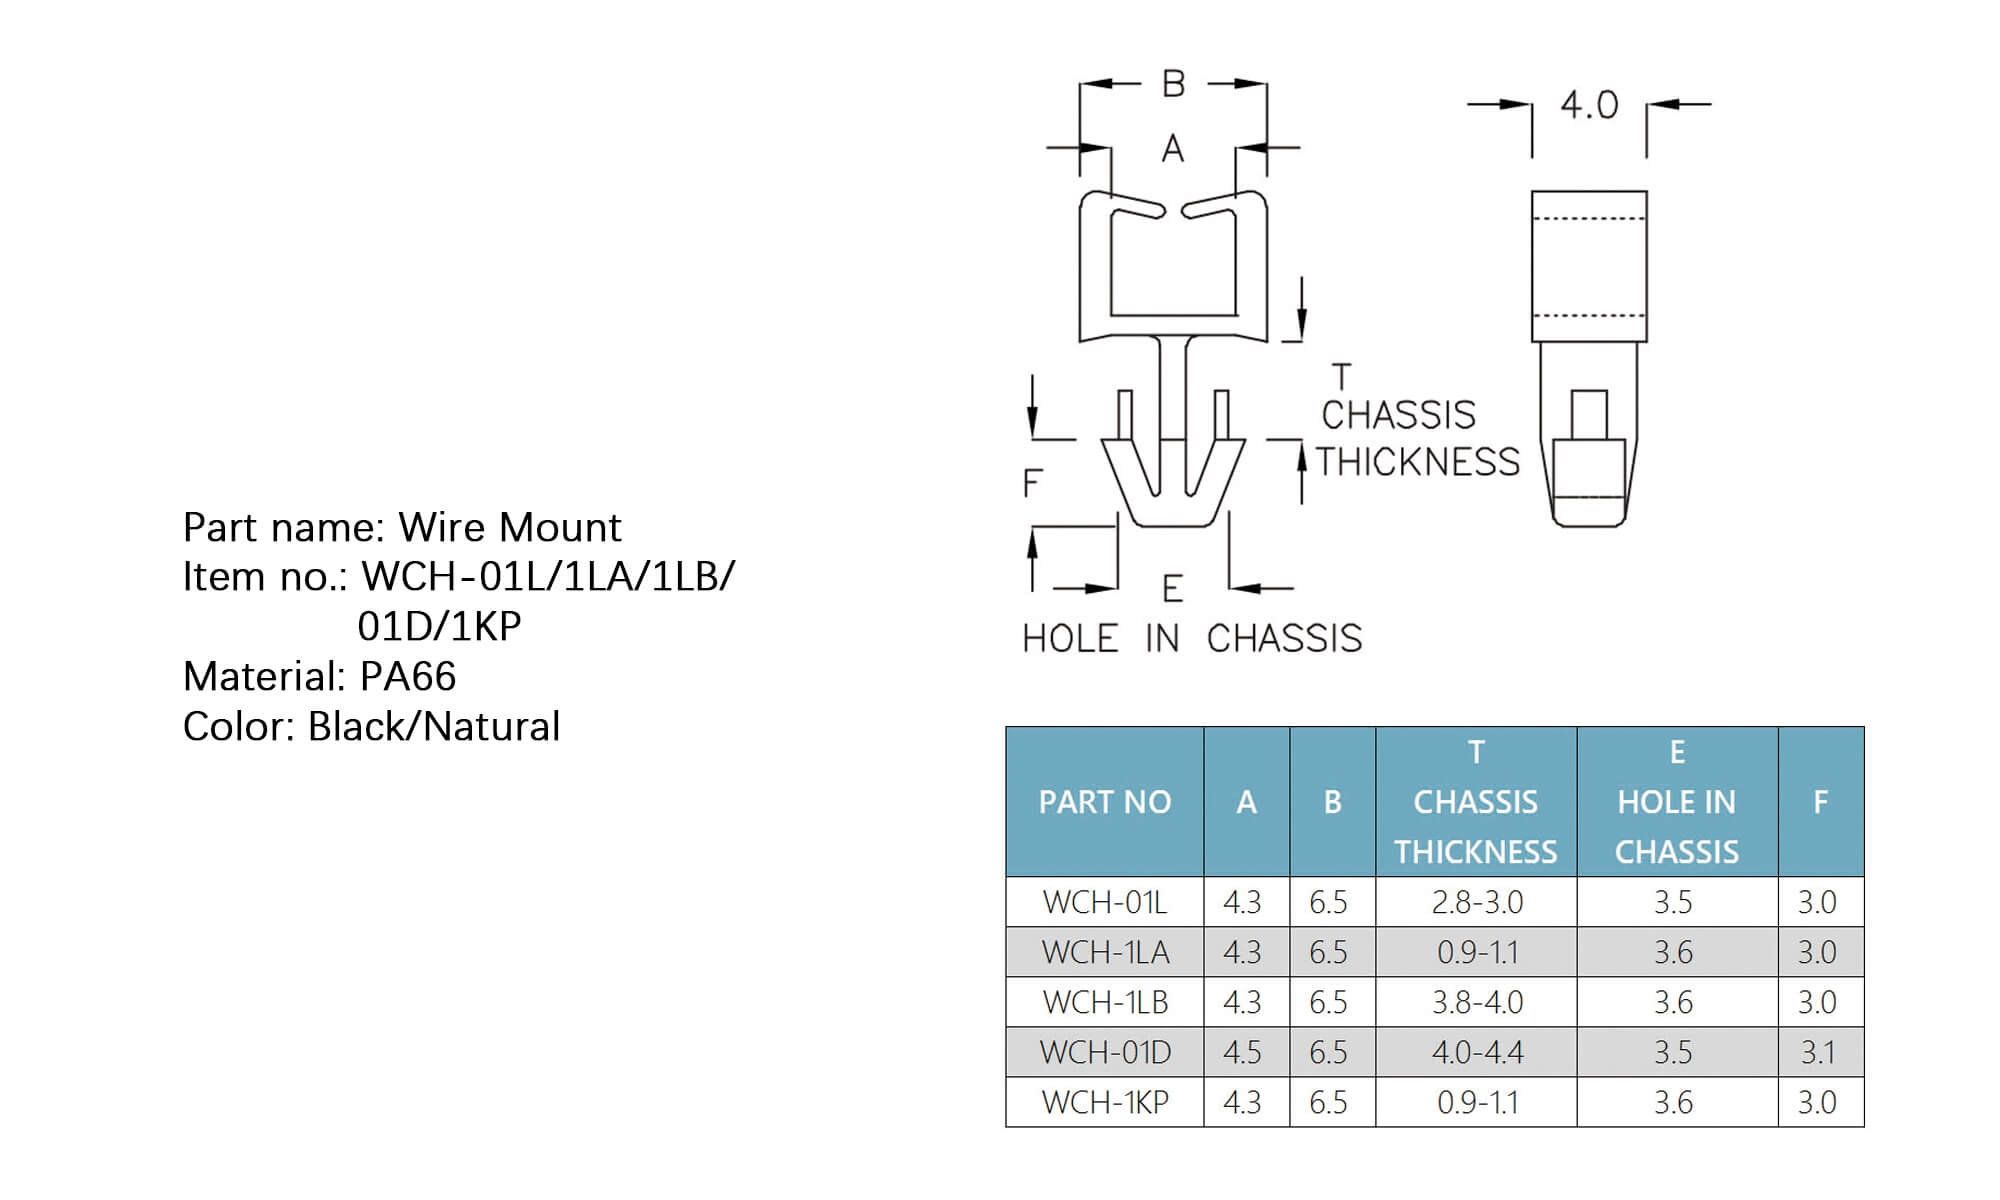 Part name: Wire Mount
Item no.: WCH-01L/1LA/1LB/
01D/1KP
Material: PA66
Color: Black/Natural
B
A
4.0
T
CHASSIS
THICKNESS
F
E
HOLE IN CHASSIS
PART NO A B T CHASSIS THICKNESS E HOLE IN CHASSIS F
WCH-01L 4.3 6.5 2.8-3.0 3.5 3.0
WCH-1LA 4.3 6.5 0.9-1.1 3.6 3.0
WCH-1LB 4.3 6.5 3.8-4.0 3.6 3.0
WCH-01D 4.5 6.5 4.0-4.4 3.5 3.1
WCH-1KP 4.3 6.5 0.9-1.1 3.6 3.0